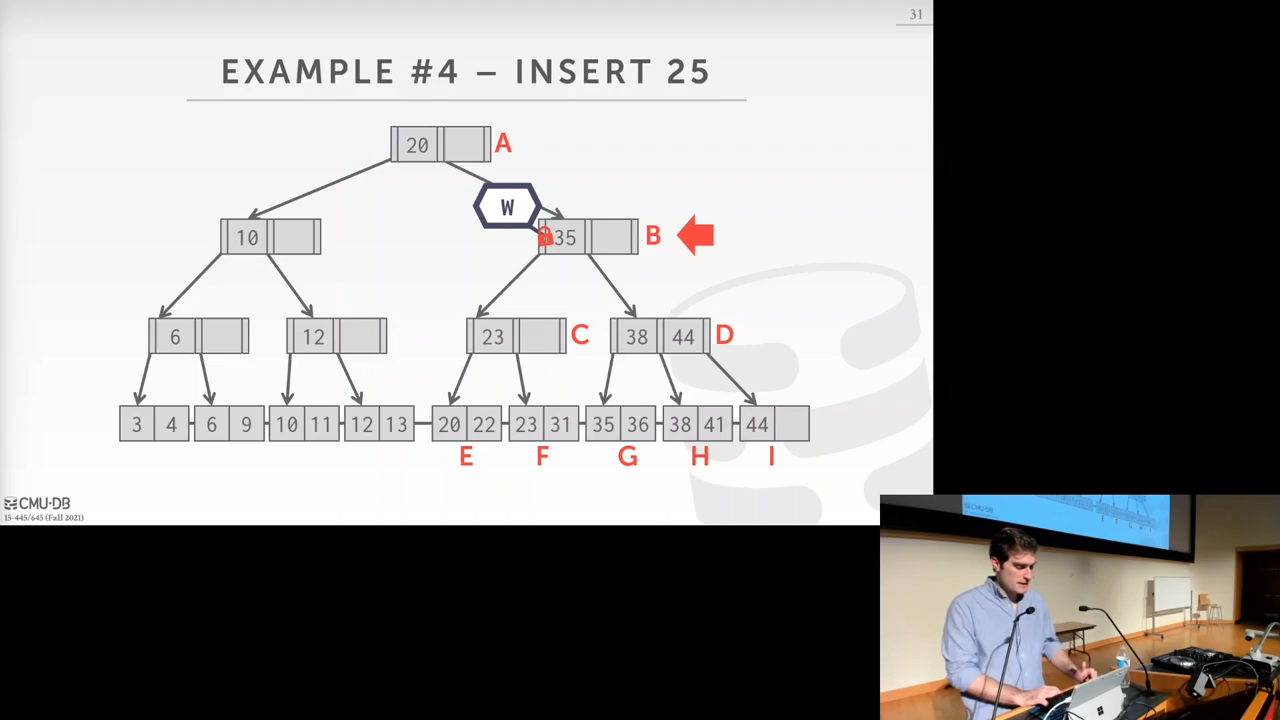 31
EXAMPLE #4 – INSERT 25
20 A
W
10 35 B
6 12 23 C 38 44 D
3 4 6 9 10 11 12 13 20 22 23 31 35 36 38 41 44
E F G H I
CMU·DB
15-445/645 (Fall 2021)